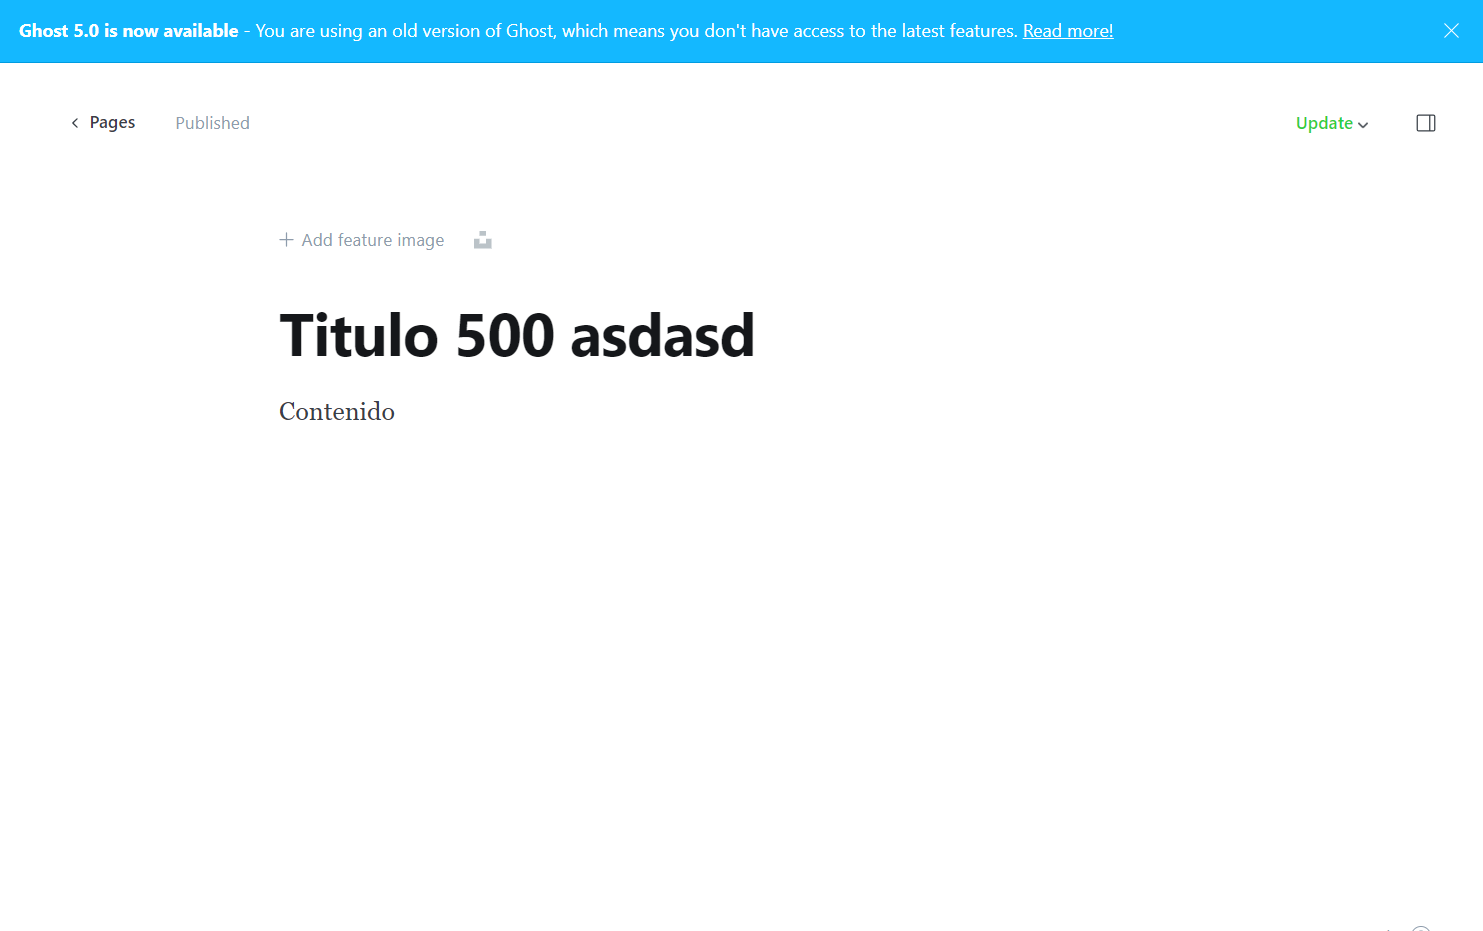 Ghost 5.0 is now available - You are using an old version of Ghost, which means you don't have access to the latest features. Read more!
Pages Published Update
Add feature image
Titulo 500 asdasd
Contenido